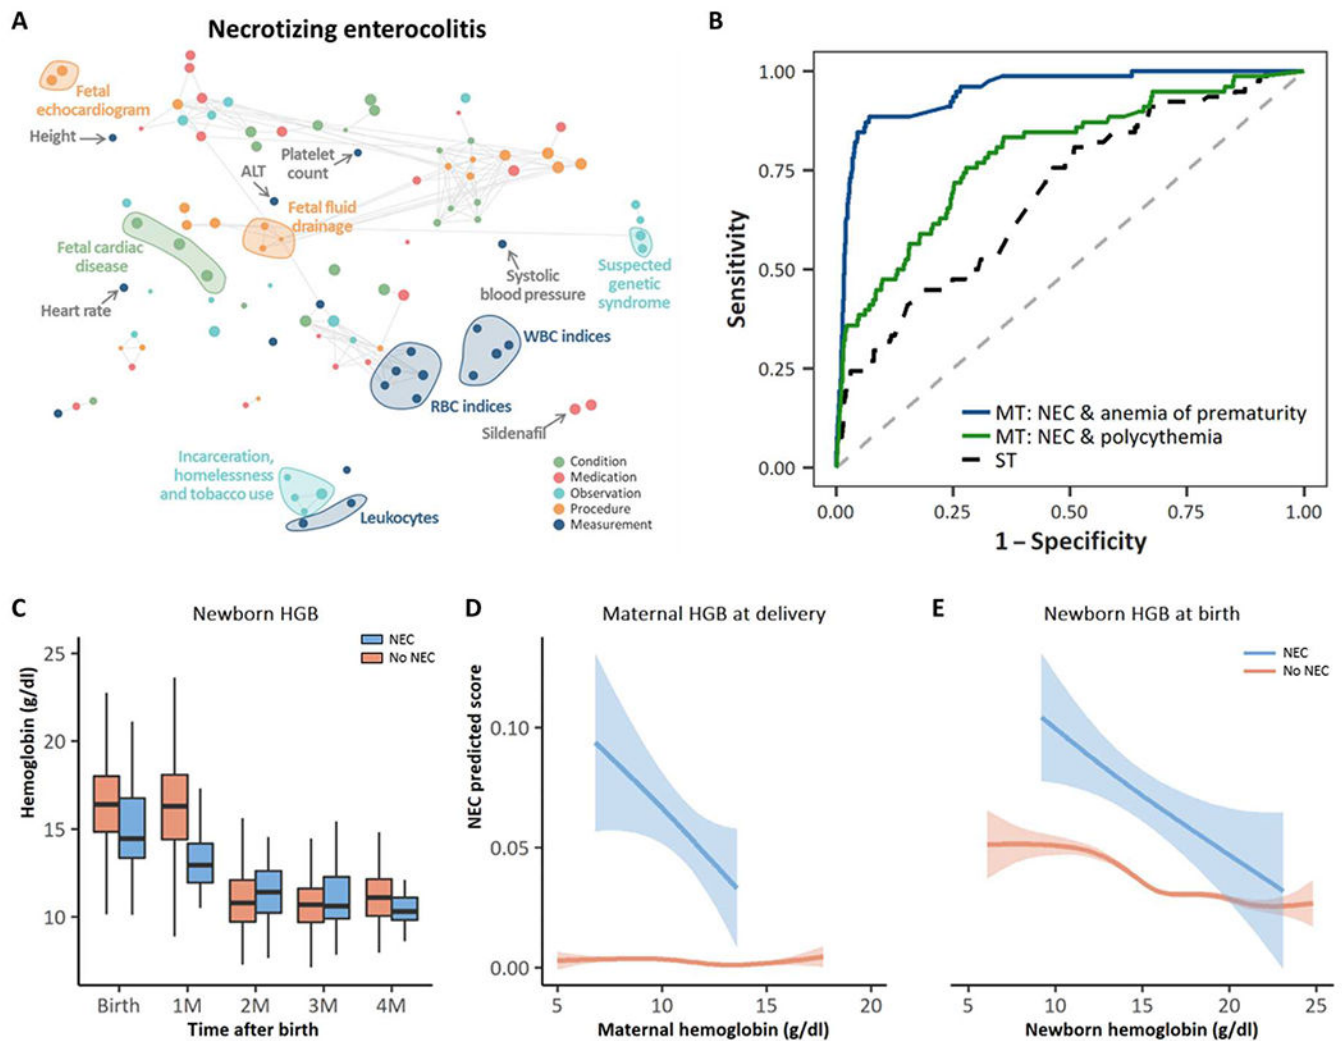 A
Necrotizing enterocolitis
Fetal
echocardiogram
Height
Platelet
count
ALT
Fetal fluid
drainage
Fetal cardiac
disease
Suspected
genetic
syndrome
Systolic
blood pressure
Heart rate
WBC indices
RBC indices
Sildenafil
Incarceration,
homelessness
and tobacco use
Leukocytes
Condition
Medication
Observation
Procedure
Measurement
B
Sensitivity
1.00
0.75
0.50
0.25
0.00
MT: NEC & anemia of prematurity
MT: NEC & polycythemia
ST
0.00 0.25 0.50 0.75 1.00
1 – Specificity
C
Newborn HGB
NEC
No NEC
Hemoglobin (g/dl)
25
20
15
10
Birth 1M 2M 3M 4M
Time after birth
D
Maternal HGB at delivery
NEC predicted score
0.10
0.05
0.00
5 10 15 20
Maternal hemoglobin (g/dl)
E
Newborn HGB at birth
NEC
No NEC
5 10 15 20 25
Newborn hemoglobin (g/dl)